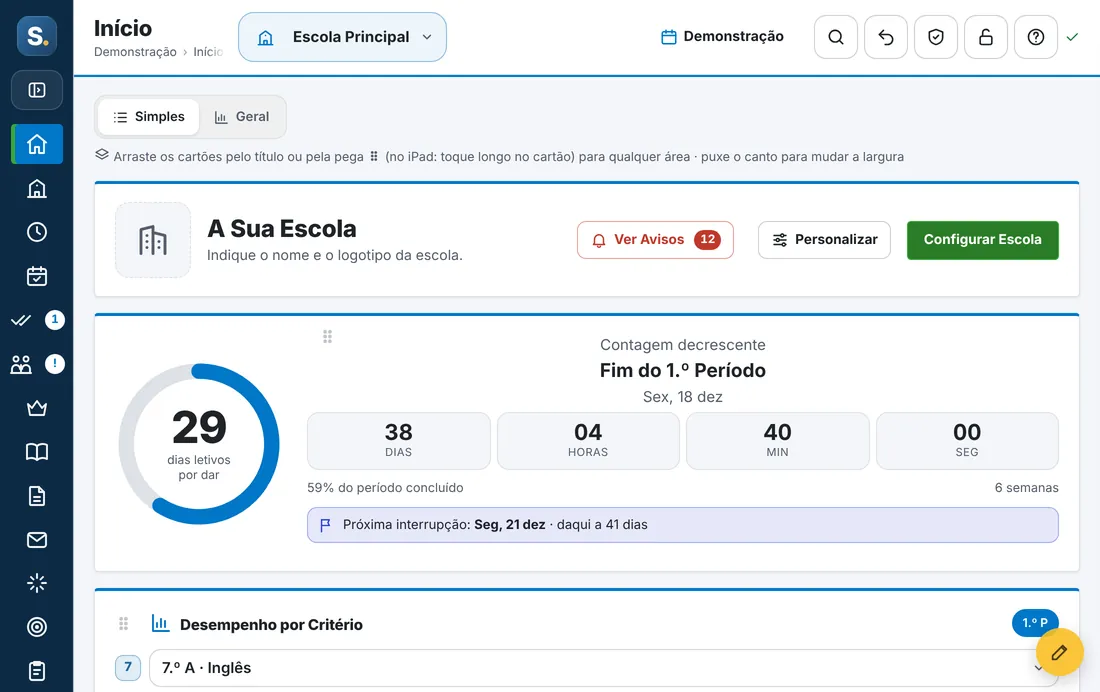 S.
Início
Demonstração › Início
Escola Principal
Demonstração
1
!
Simples
Geral
Arraste os cartões pelo título ou pela pega ⠿ (no iPad: toque longo no cartão) para qualquer área · puxe o canto para mudar a largura
A Sua Escola
Indique o nome e o logotipo da escola.
Ver Avisos 12
Personalizar
Configurar Escola
29
dias letivos
por dar
Contagem decrescente
Fim do 1.º Período
Sex, 18 dez
38
DIAS
04
HORAS
40
MIN
00
SEG
59% do período concluído
6 semanas
Próxima interrupção: Seg, 21 dez · daqui a 41 dias
Desempenho por Critério
1.º P
7
7.º A · Inglês